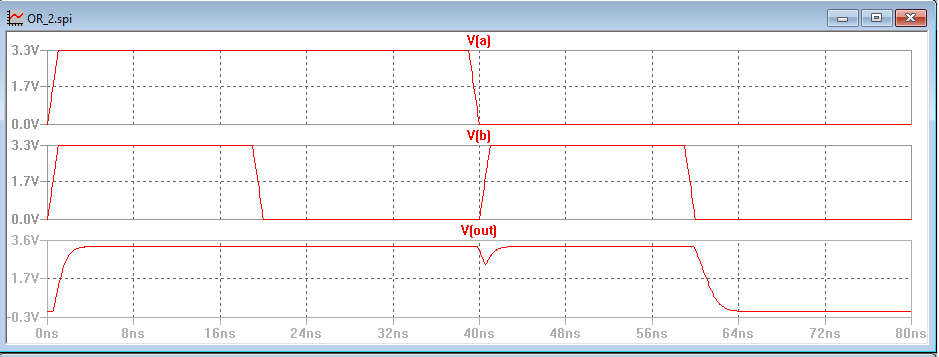 OR_2.spi
V(a)
3.3V
1.7V
0.0V
V(b)
3.3V
1.7V
0.0V
V(out)
3.6V
1.7V
-0.3V
0ns 8ns 16ns 24ns 32ns 40ns 48ns 56ns 64ns 72ns 80ns